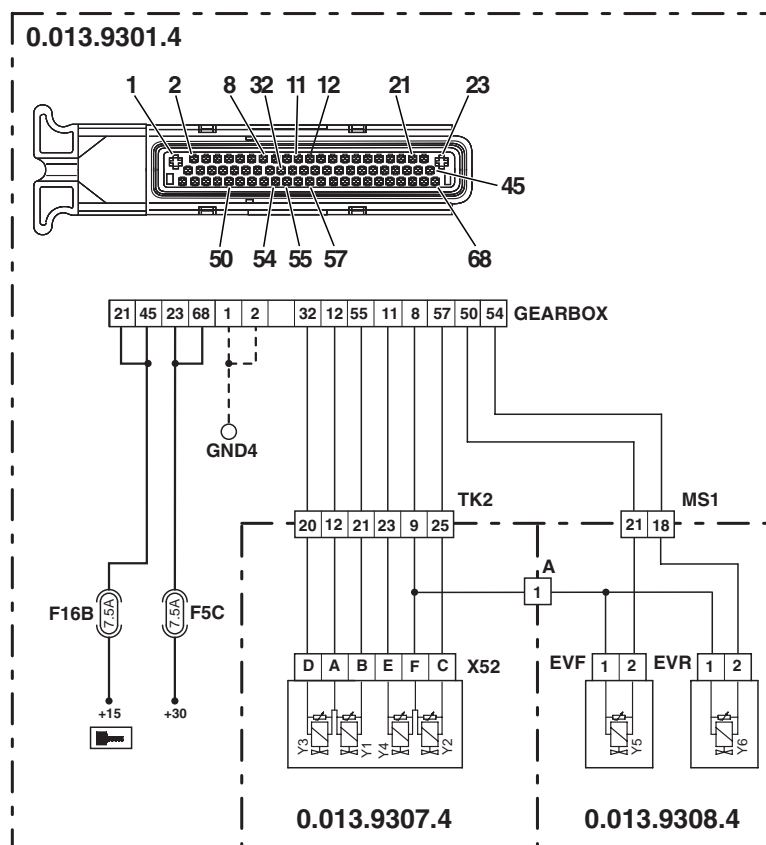 0.013.9301.4
1 2 8 32 11 12 21 23
45
50 54 55 57 68
21 45 23 68 1 2 32 12 55 11 8 57 50 54 GEARBOX
GND4
TK2 MS1
20 12 21 23 9 25 21 18
A
1
F16B 7.5A 7.5A F5C
D A B E F C X52 EVF 1 2 EVR 1 2
+15 +30
Y3 Y1 Y4 Y2 Y5 Y6
0.013.9307.4 0.013.9308.4